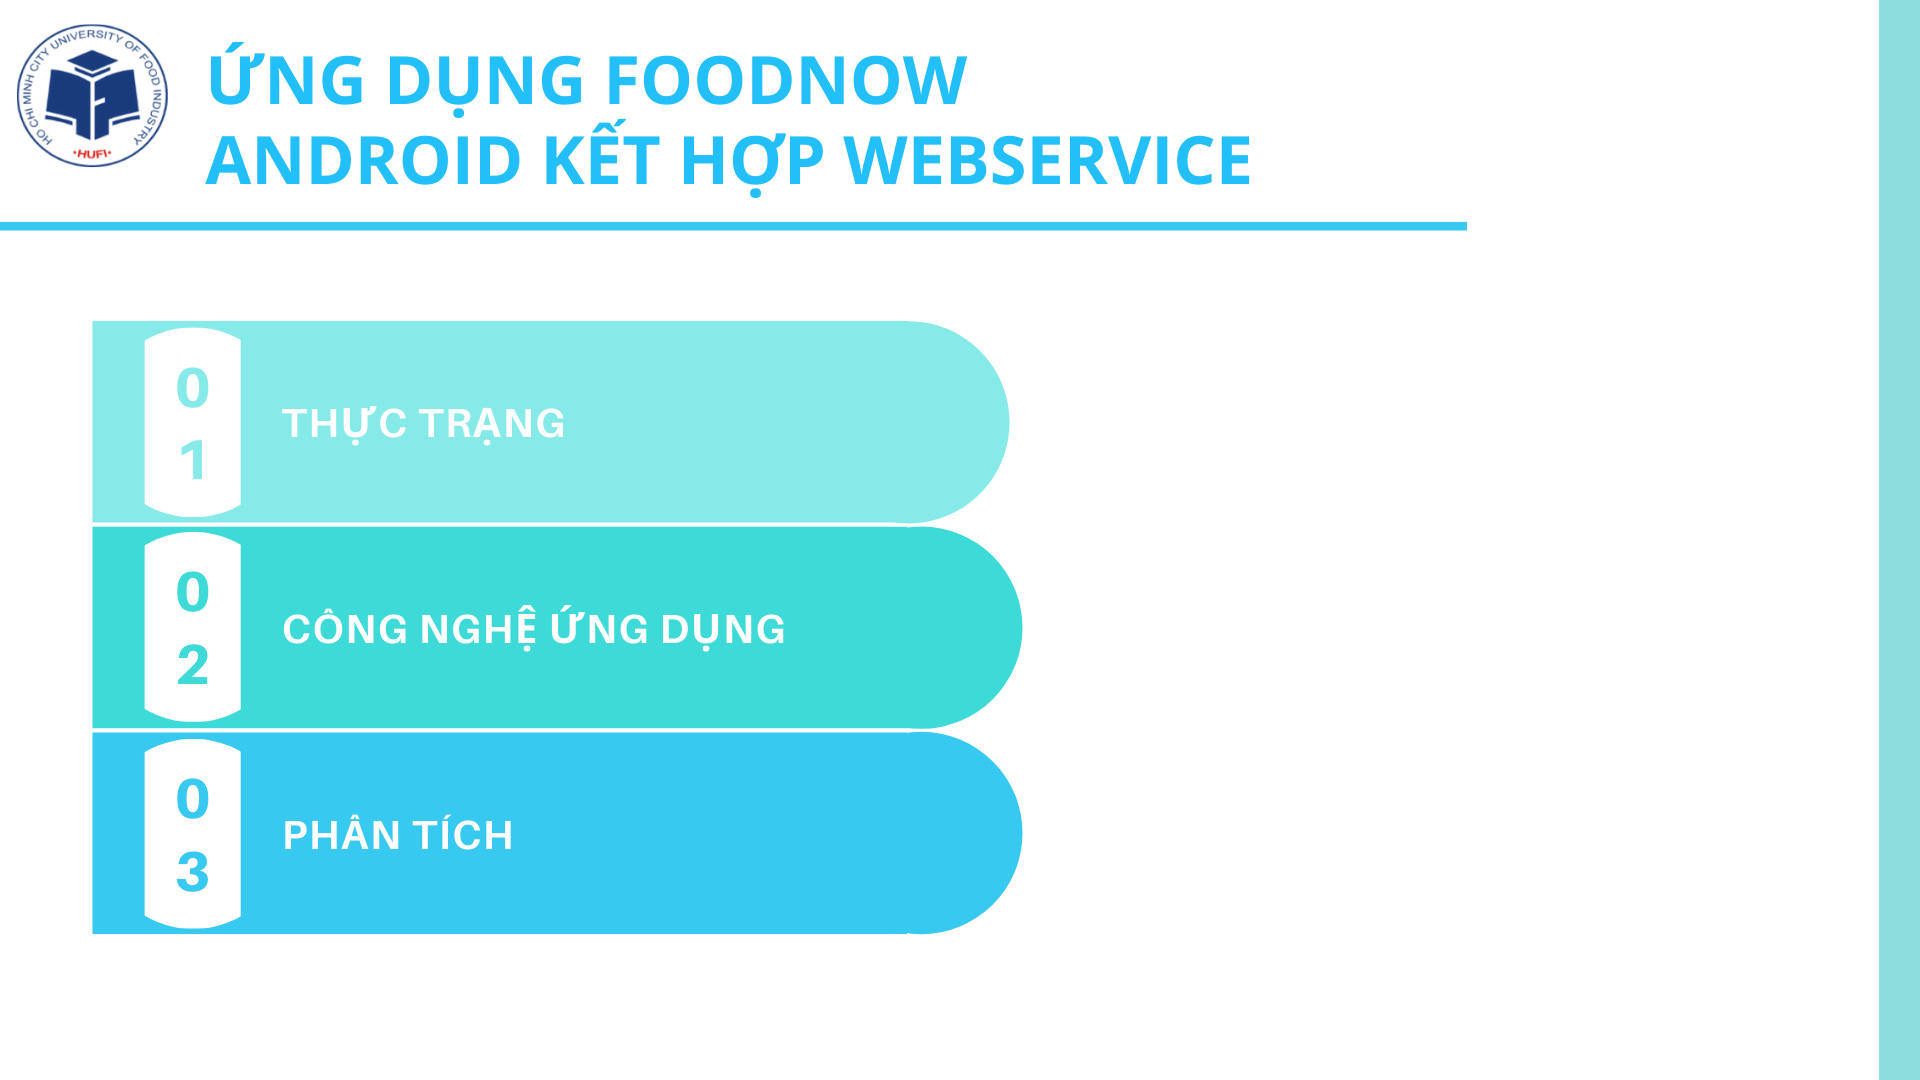 HO CHI MINH CITY UNIVERSITY OF FOOD INDUSTRY
•HUFI•
ỨNG DỤNG FOODNOW
ANDROID KẾT HỢP WEBSERVICE
0
1
THỰC TRẠNG
0
2
CÔNG NGHỆ ỨNG DỤNG
0
3
PHÂN TÍCH